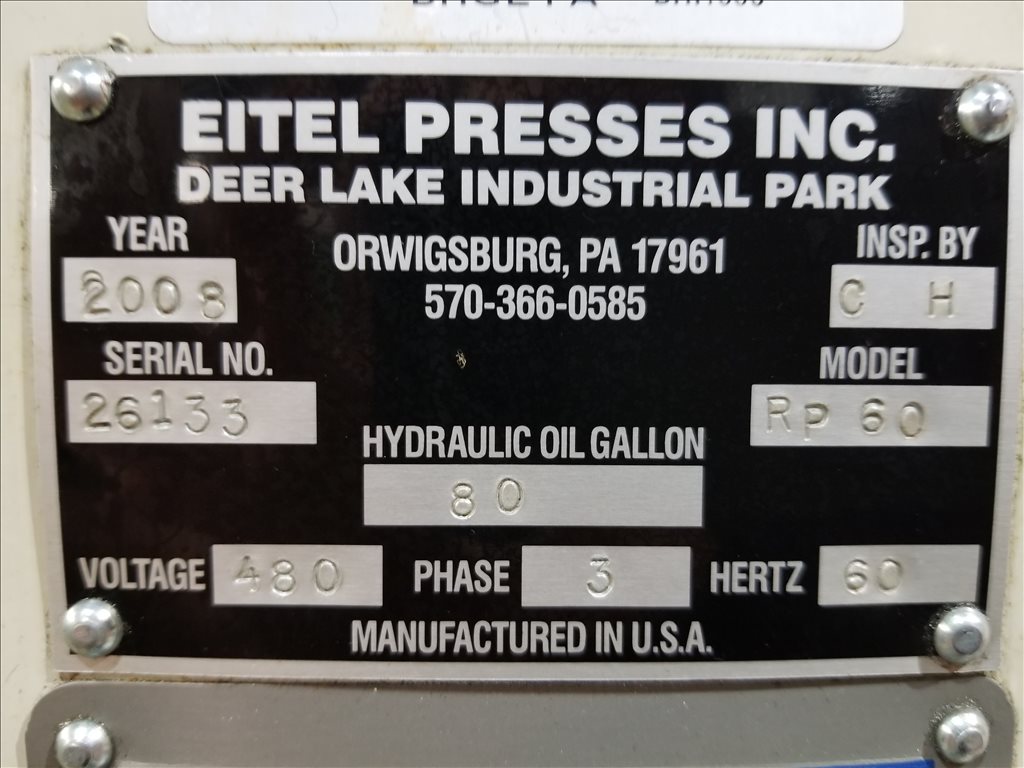 EITEL PRESSES INC.
DEER LAKE INDUSTRIAL PARK
YEAR
2008
ORWIGSBURG, PA 17961
570-366-0585
INSP. BY
C H
SERIAL NO.
26133
MODEL
RP 60
HYDRAULIC OIL GALLON
80
VOLTAGE 480 PHASE 3 HERTZ 60
MANUFACTURED IN U.S.A.